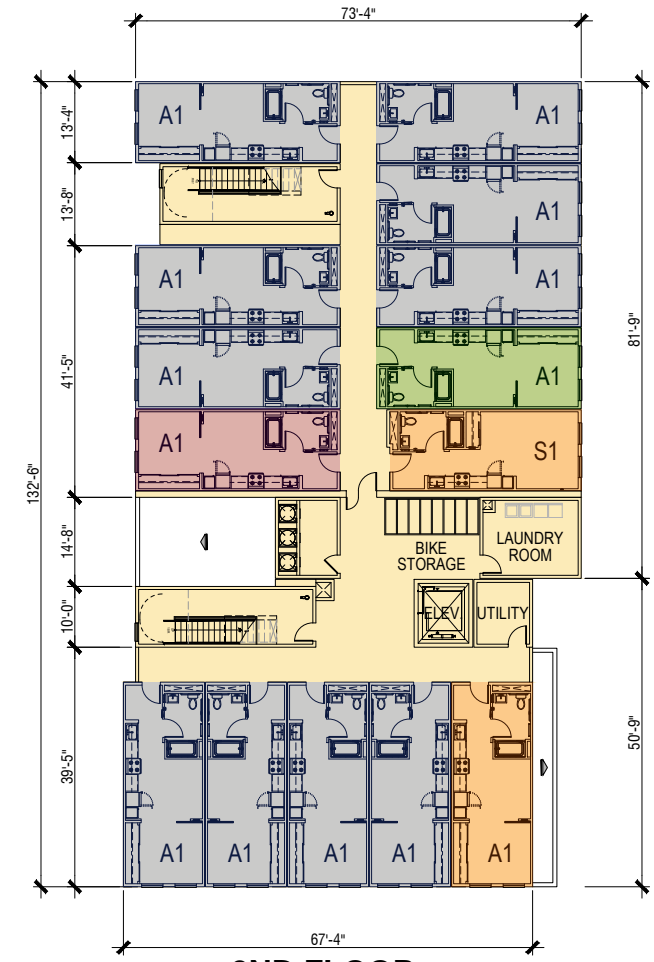 73'-4"
A1
A1
13'-4"
13'-8"
A1
A1
A1
81'-9"
41'-5"
A1
A1
A1
S1
132'-6"
14'-8"
BIKE
STORAGE
LAUNDRY
ROOM
10'-0"
ELEV.
UTILITY
50'-9"
39'-5"
A1
A1
A1
A1
A1
67'-4"
2ND FLOOR